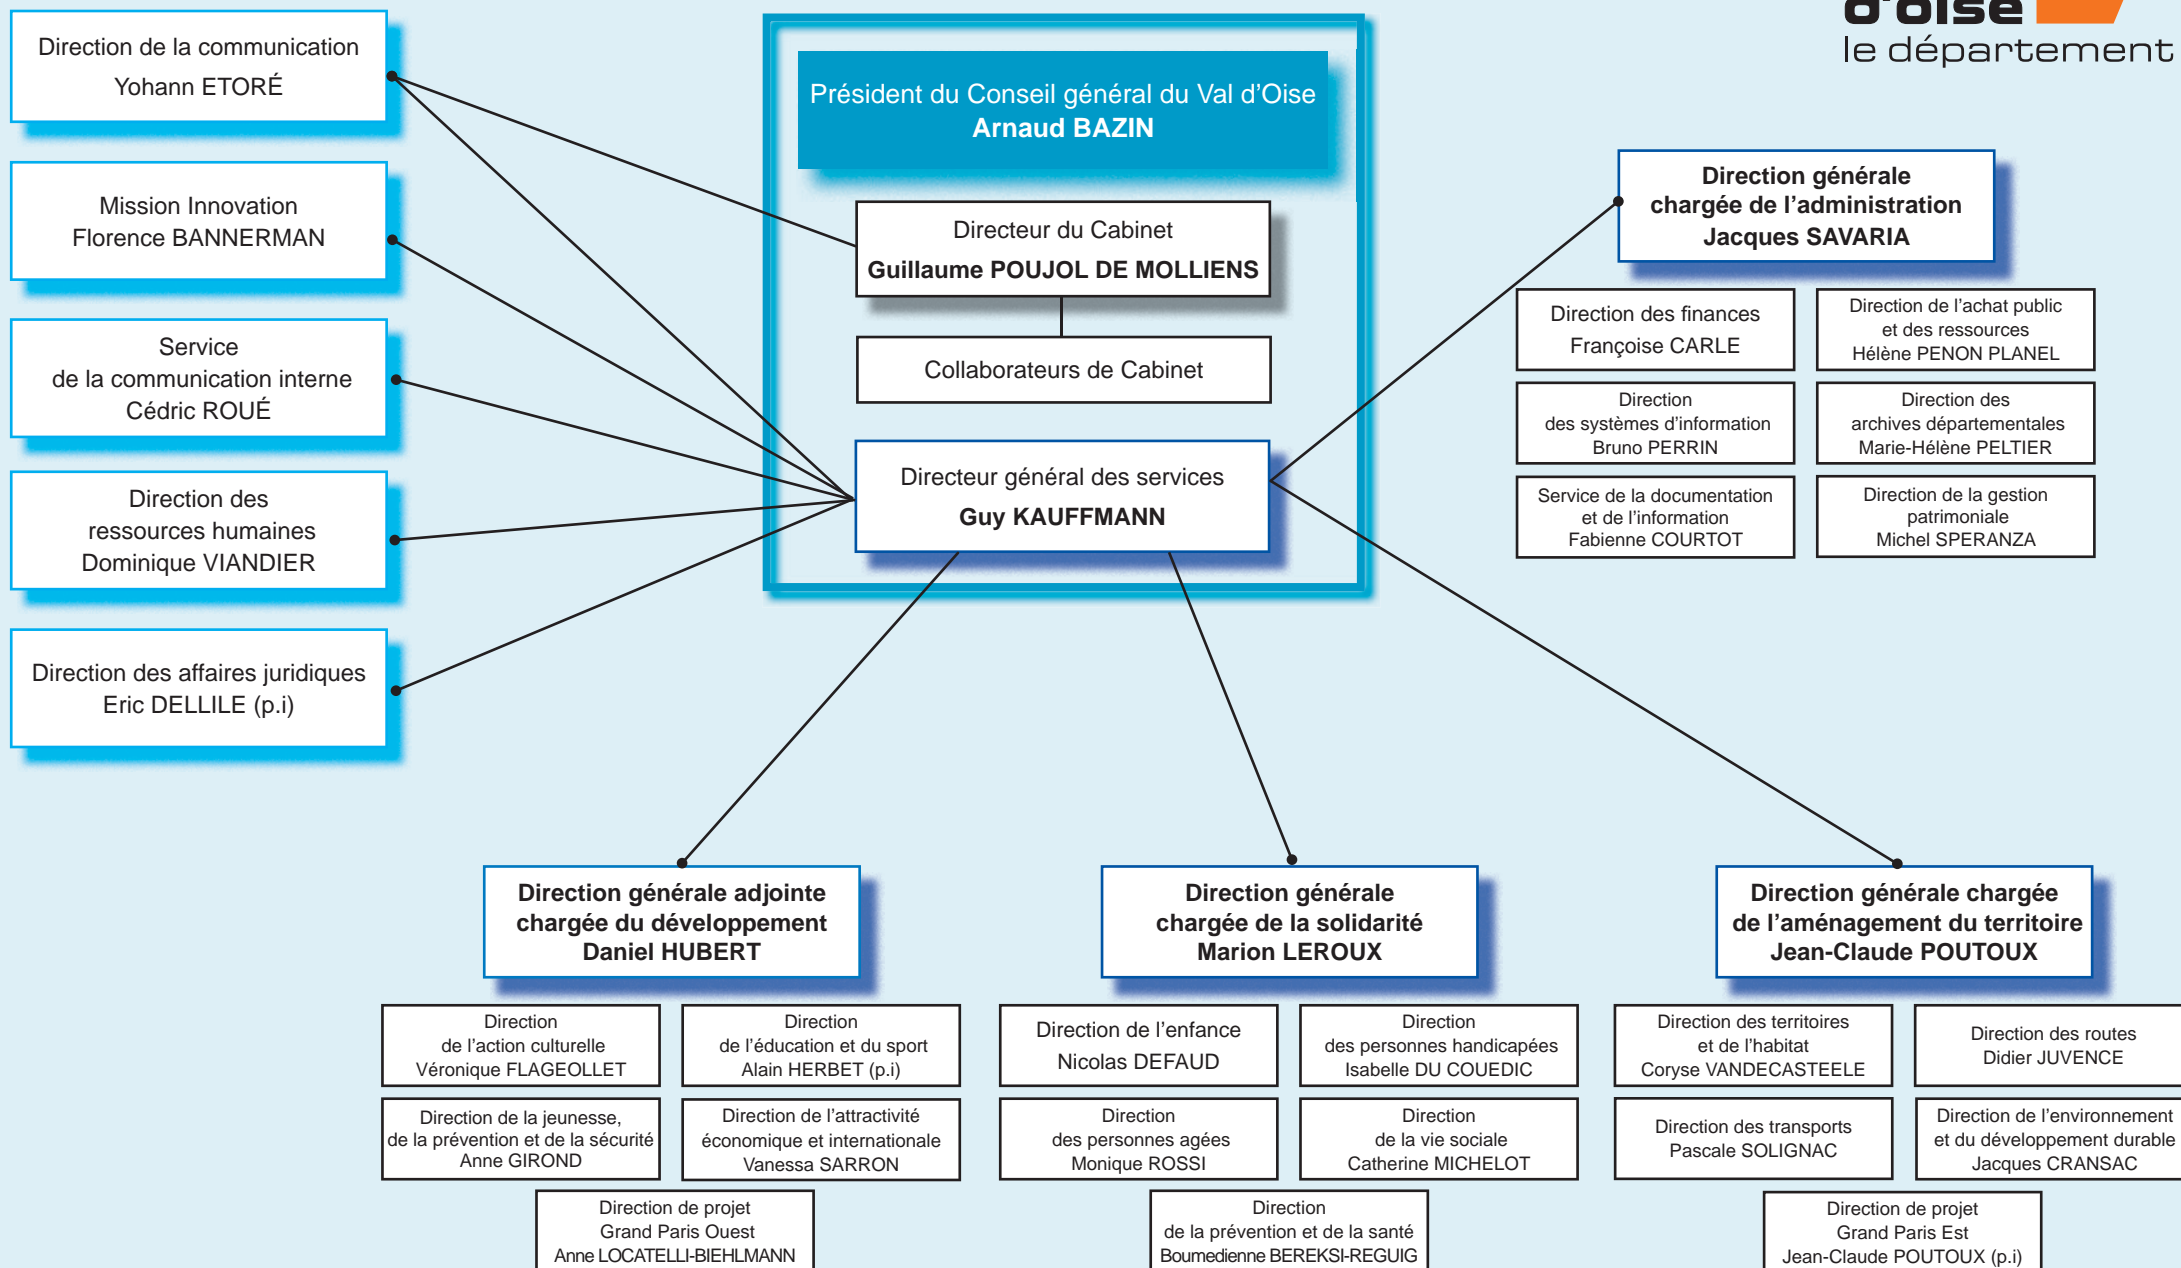 d'oise
le département
Direction de la communication
Yohann ETORÉ
Mission Innovation
Florence BANNERMAN
Service
de la communication interne
Cédric ROUÉ
Direction des
ressources humaines
Dominique VIANDIER
Direction des affaires juridiques
Eric DELLILE (p.i)
Président du Conseil général du Val d'Oise
Arnaud BAZIN
Directeur du Cabinet
Guillaume POUJOL DE MOLLIENS
Collaborateurs de Cabinet
Directeur général des services
Guy KAUFFMANN
Direction générale
chargée de l'administration
Jacques SAVARIA
Direction des finances
Françoise CARLE
Direction de l'achat public
et des ressources
Hélène PENON PLANEL
Direction
des systèmes d'information
Bruno PERRIN
Direction des
archives départementales
Marie-Hélène PELTIER
Service de la documentation
et de l'information
Fabienne COURTOT
Direction de la gestion
patrimoniale
Michel SPERANZA
Direction générale adjointe
chargée du développement
Daniel HUBERT
Direction
de l'action culturelle
Véronique FLAGEOLLET
Direction
de l'éducation et du sport
Alain HERBET (p.i)
Direction de la jeunesse,
de la prévention et de la sécurité
Anne GIROND
Direction de l'attractivité
économique et internationale
Vanessa SARRON
Direction de projet
Grand Paris Ouest
Anne LOCATELLI-BIEHLMANN
Direction générale
chargée de la solidarité
Marion LEROUX
Direction de l'enfance
Nicolas DEFAUD
Direction
des personnes handicapées
Isabelle DU COUEDIC
Direction
des personnes agées
Monique ROSSI
Direction
de la vie sociale
Catherine MICHELOT
Direction
de la prévention et de la santé
Boumedienne BEREKSI-REGUIG
Direction générale chargée
de l'aménagement du territoire
Jean-Claude POUTOUX
Direction des territoires
et de l'habitat
Coryse VANDECASTEELE
Direction des routes
Didier JUVENCE
Direction des transports
Pascale SOLIGNAC
Direction de l'environnement
et du développement durable
Jacques CRANSAC
Direction de projet
Grand Paris Est
Jean-Claude POUTOUX (p.i)